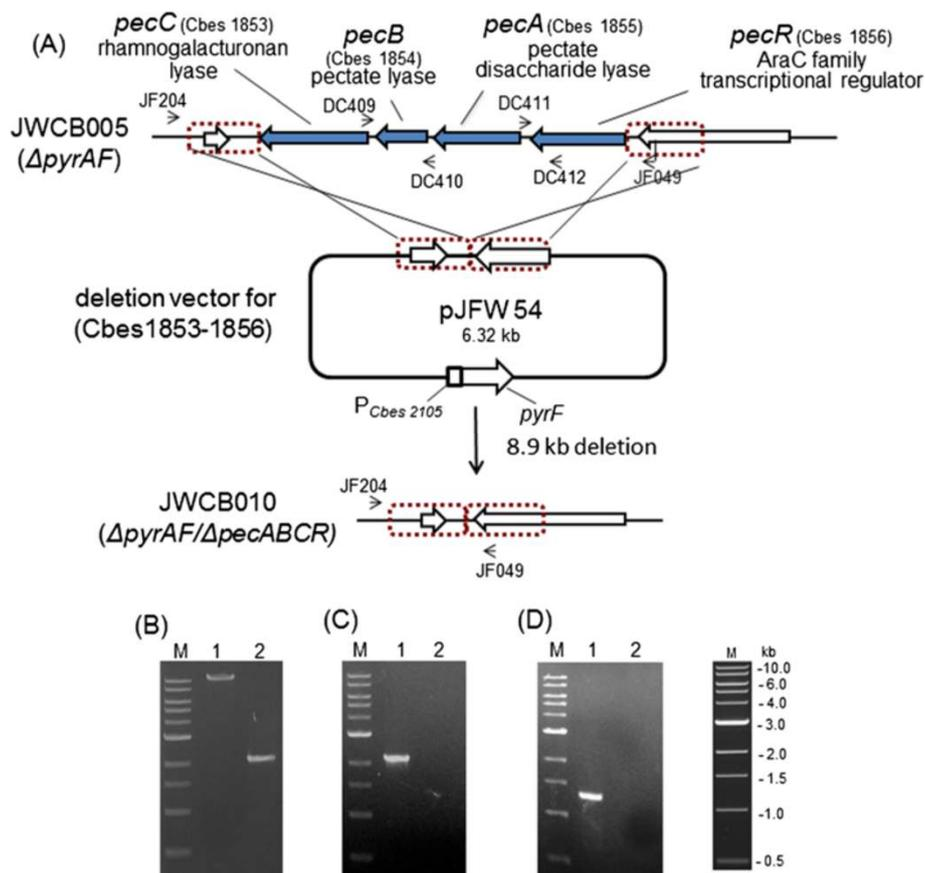 (A)
pecC (Cbes 1853)
rhamnogalacturonan
lyase
pecB
(Cbes 1854)
pectate lyase
pecA (Cbes 1855)
pectate
disaccharide lyase
pecR (Cbes 1856)
AraC family
transcriptional regulator
JF204
DC409
DC411
JWCB005
(ΔpyrAF)
DC410
DC412
JF049
deletion vector for
(Cbes1853-1856)
pJFW 54
6.32 kb
P Cbes 2105
pyrF
8.9 kb deletion
JF204
JWCB010
(ΔpyrAF/ΔpecABCR)
JF049
(B)
M 1 2
(C)
M 1 2
(D)
M 1 2
M kb
-10.0
-6.0
-4.0
-3.0
-2.0
-1.5
-1.0
-0.5